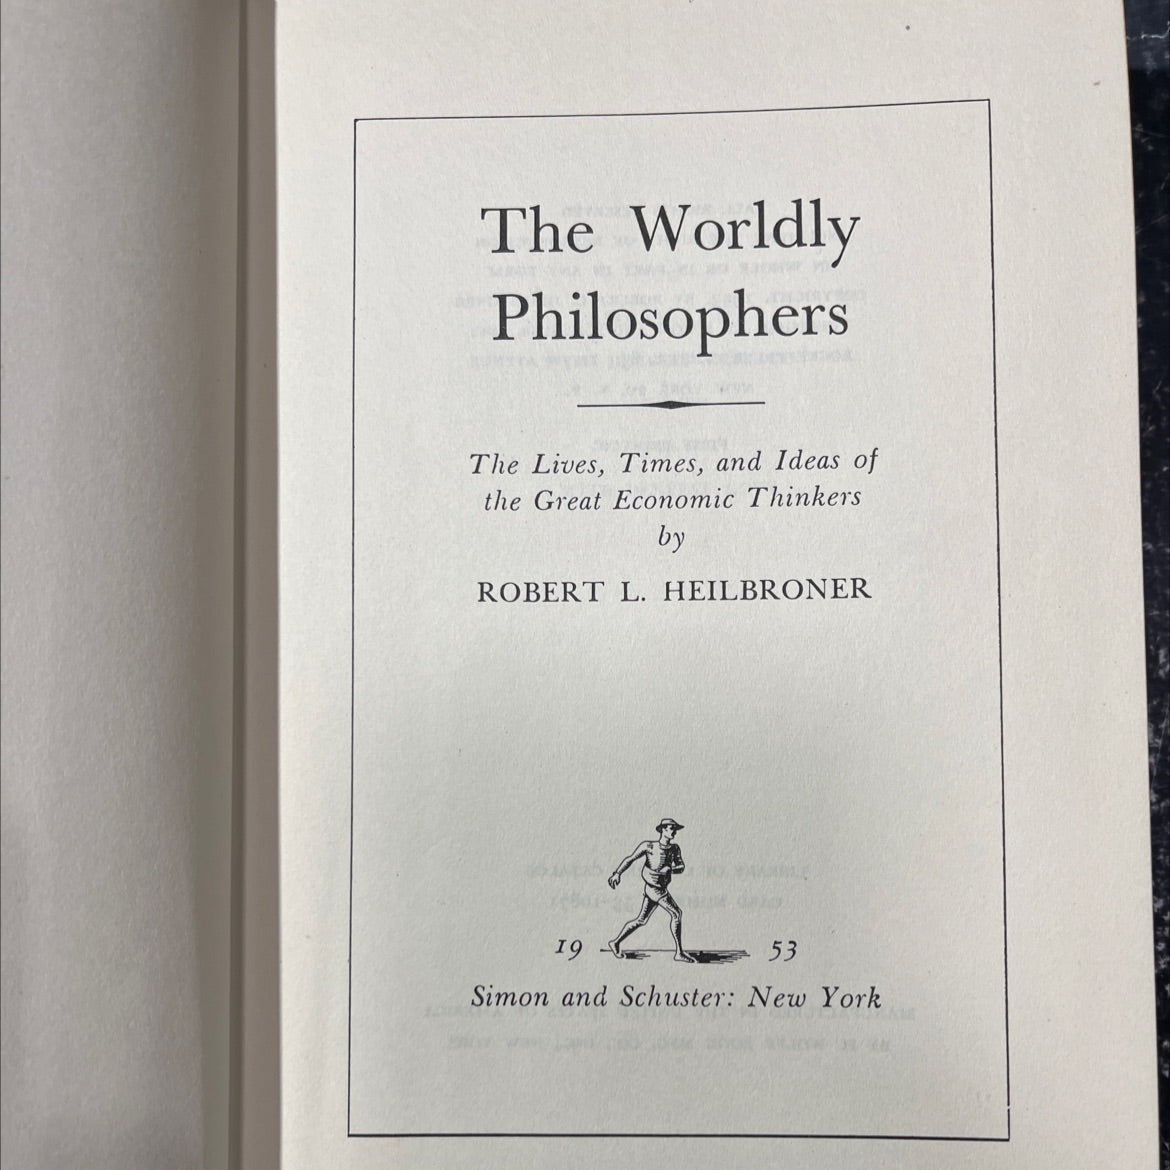 The Worldly
Philosophers
The Lives, Times, and Ideas of
the Great Economic Thinkers
by
ROBERT L. HEILBRONER
19 53
Simon and Schuster: New York